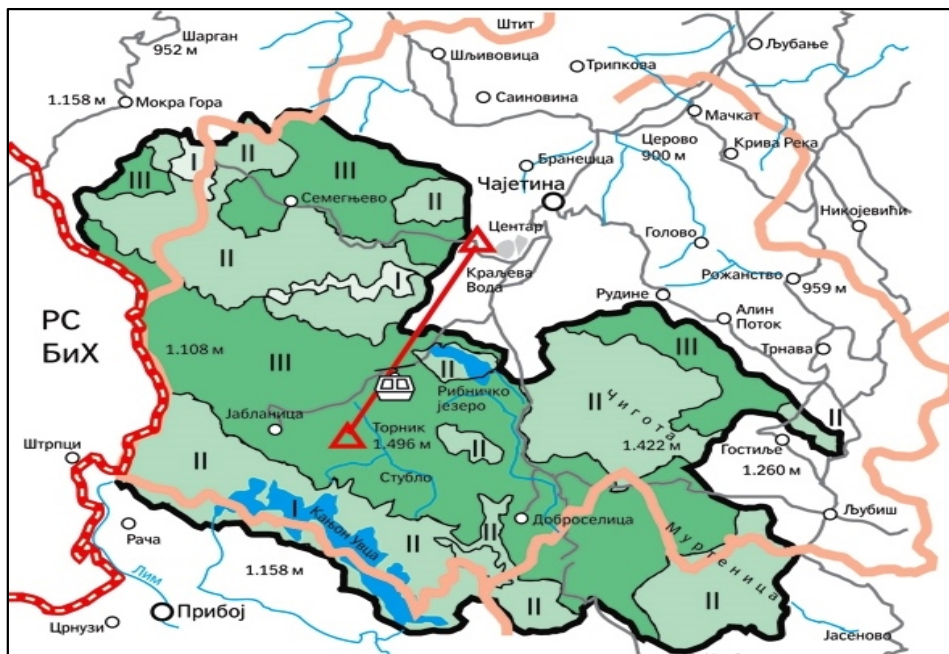 Шарган
952 м
Штит
Шљивовица
Љубање
Трипкова
1.158 м
Мокра Гора
Саиновина
Мачкат
Церово
900 м
Крива Река
I
II
III
III
Бранешца
Чајетина
Семегњево
II
Никојевићи
Центар
Голово
II
I
Краљева
Вода
Рожанство
959 м
Рудине
РС
БиХ
Алин
Поток
III
1.108 м
III
Трнава
II
Рибничко
језеро
II
Чигота
II
Јабланица
Торник
1.496 м
II
1.422 м
Гостиље
1.260 м
Штрпци
II
Стубло
I
Кањон Увца
II
II
Доброселица
Љубиш
Рача
Муртеница
1.158 м
Лим
Прибој
II
II
Црнузи
Јасеново